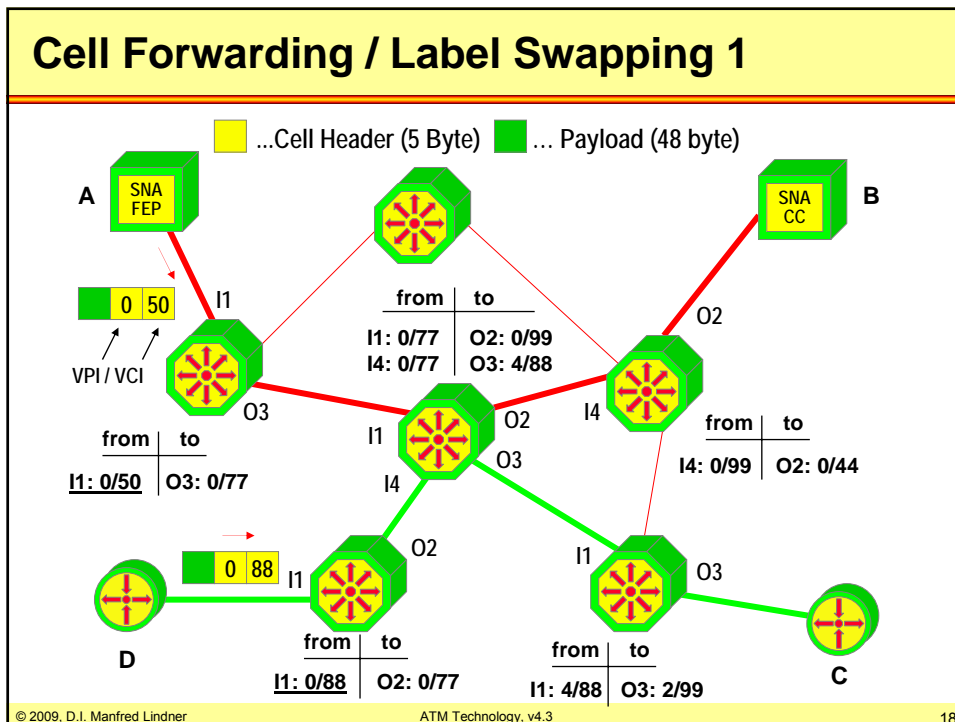 Cell Forwarding / Label Swapping 1
...Cell Header (5 Byte)
... Payload (48 byte)
A
SNA
FEP
SNA
CC
B
0 50
VPI / VCI
I1
O3
from to
I1: 0/77 O2: 0/99
I4: 0/77 O3: 4/88
O2
I4
I1
O2
O3
I4
from to
I1: 0/50 O3: 0/77
from to
I4: 0/99 O2: 0/44
0 88
I1
O2
I1
O3
D
from to
I1: 0/88 O2: 0/77
from to
I1: 4/88 O3: 2/99
C
© 2009, D.I. Manfred Lindner
ATM Technology, v4.3
18